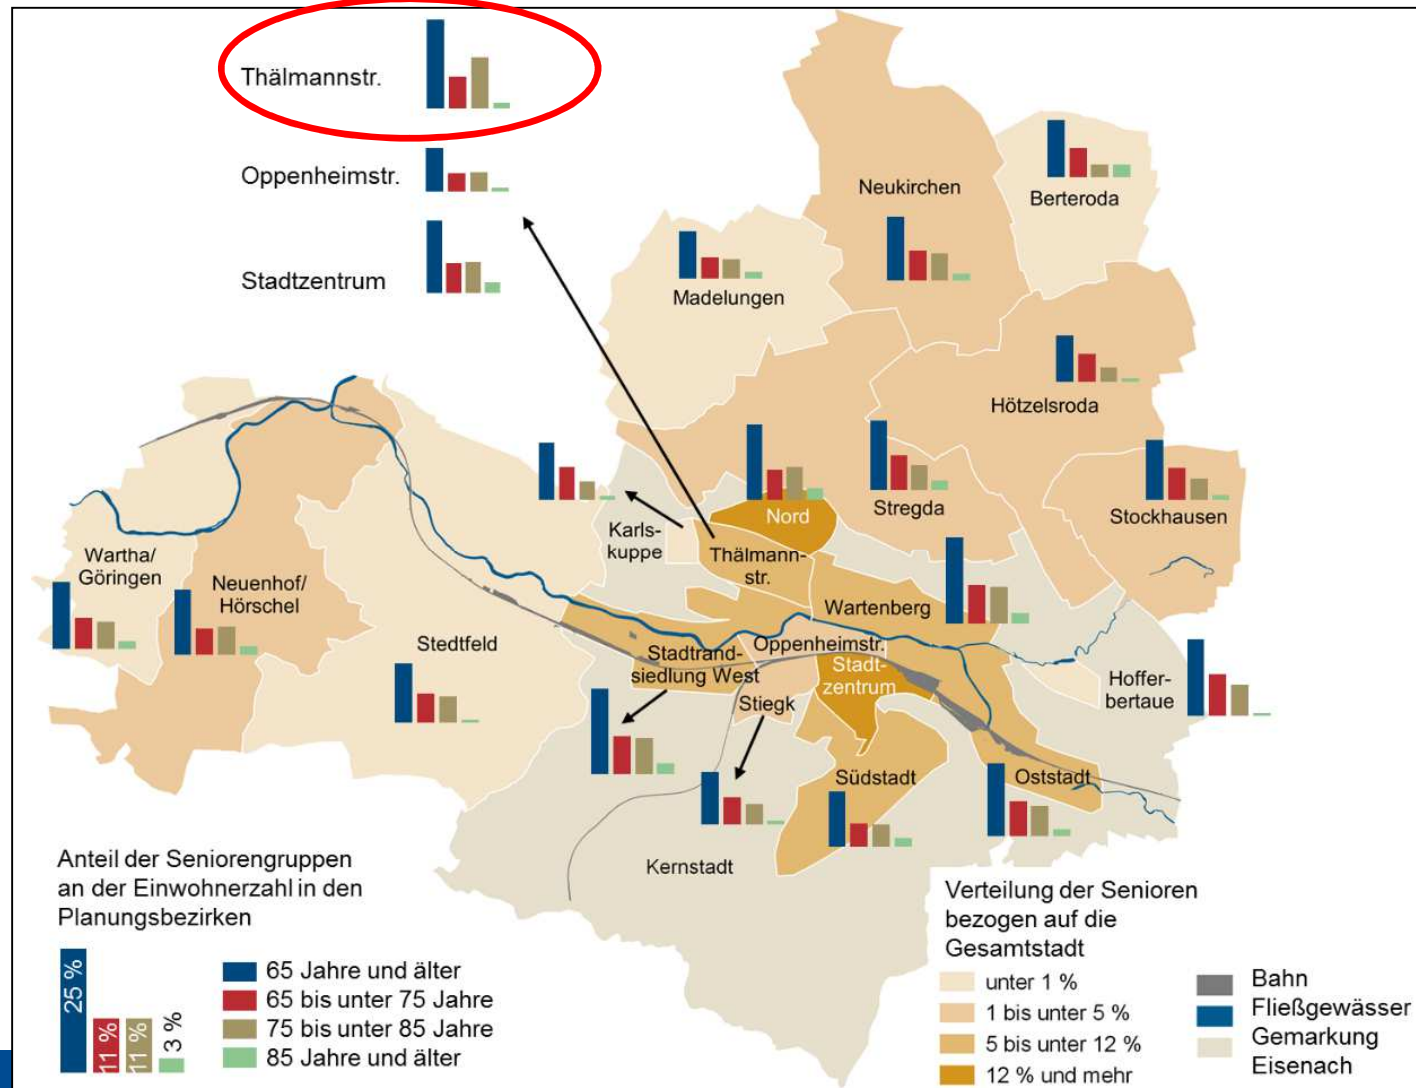 Thälmannstr.
Oppenheimstr.
Stadtzentrum
Neukirchen
Berteroda
Madelungen
Hötzelsroda
Nord
Stregda
Stockhausen
Karls-
kuppe
Thälmann-
str.
Wartha/
Göringen
Neuenhof/
Hörschel
Wartenberg
Stedtfeld
Oppenheimstr.
Stadtrand-
siedlung West
Stadt-
zentrum
Hoffer-
bertaue
Stiegk
Südstadt
Oststadt
Kernstadt
Anteil der Seniorengruppen
an der Einwohnerzahl in den
Planungsbezirken
25 %
11 %
11 %
3 %
65 Jahre und älter
65 bis unter 75 Jahre
75 bis unter 85 Jahre
85 Jahre und älter
Verteilung der Senioren
bezogen auf die
Gesamtstadt
unter 1 %
1 bis unter 5 %
5 bis unter 12 %
12 % und mehr
Bahn
Fließgewässer
Gemarkung
Eisenach